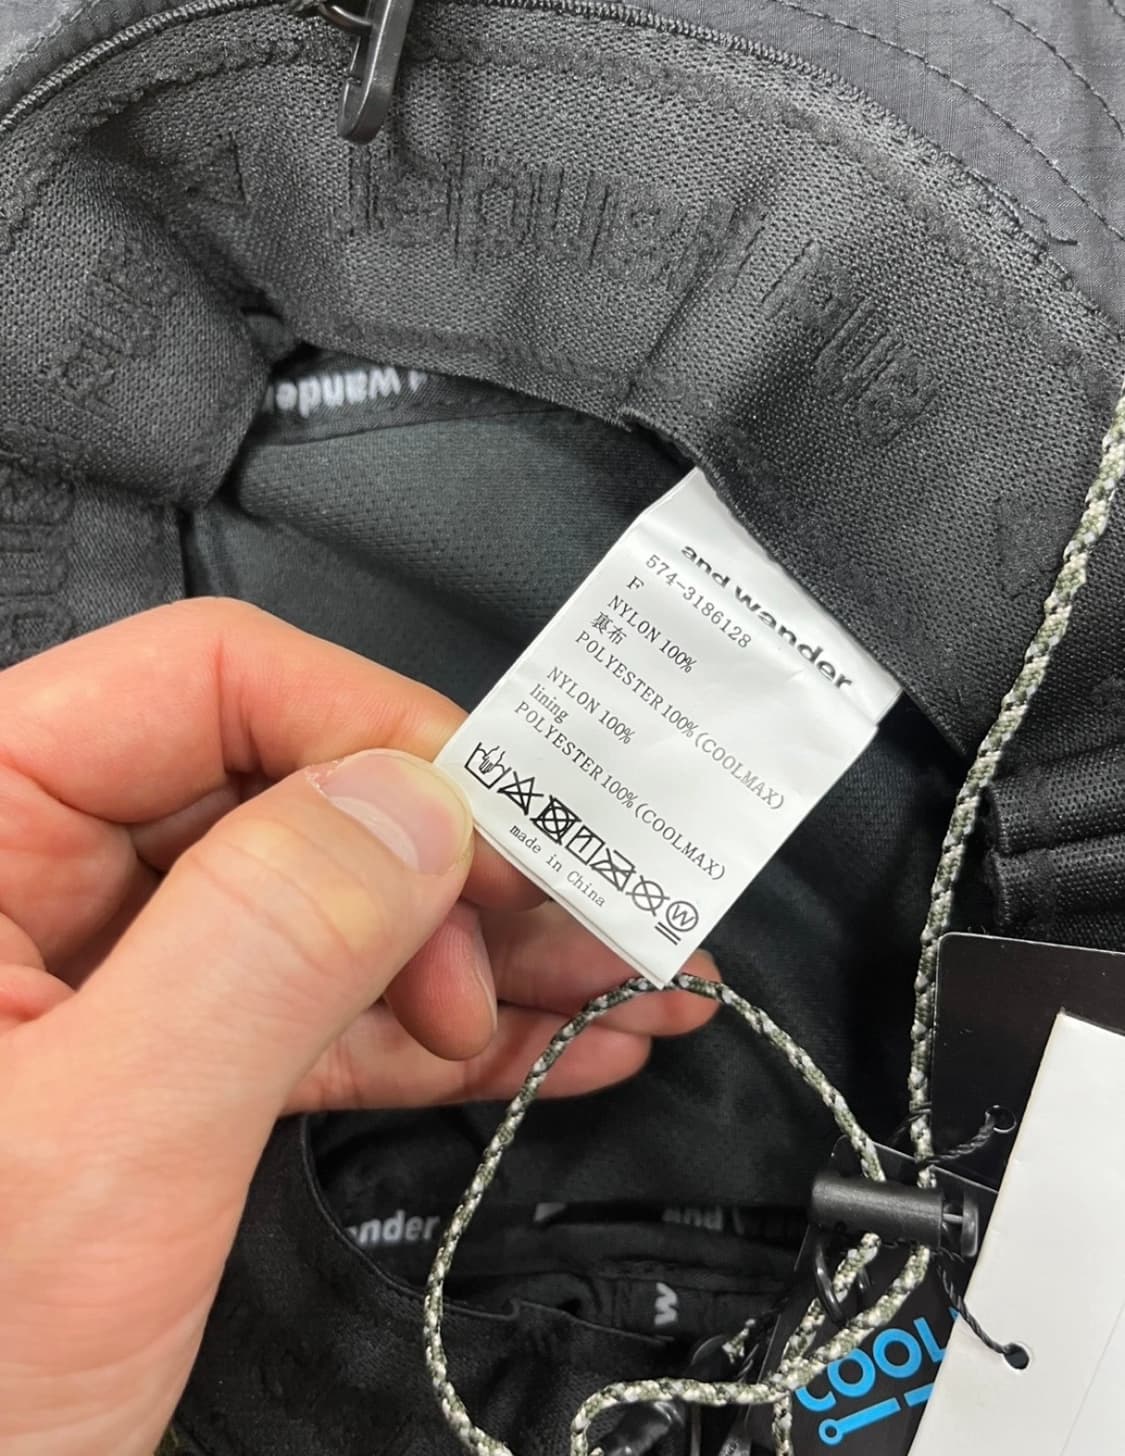 and wander
574-3186128
F
NYLON 100%
裏布
POLYESTER 100%(COOLMAX)
NYLON 100%
lining
POLYESTER 100%(COOLMAX)
W
made in China
and wander
COOL